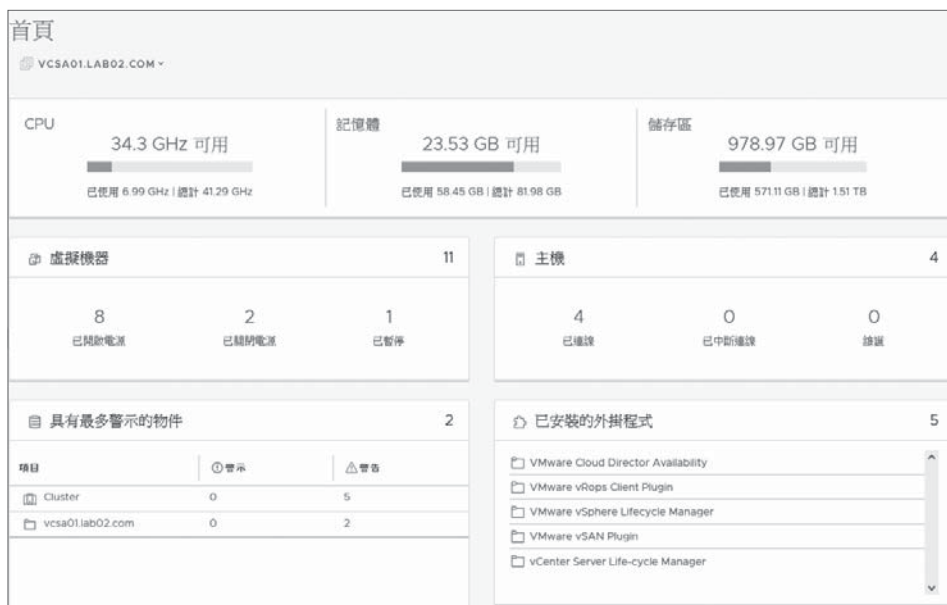 首頁
VCSA01.LAB02.COM
CPU
34.3 GHz 可用
已使用 6.99 GHz | 總計 41.29 GHz
記憶體
23.53 GB 可用
已使用 58.45 GB | 總計 81.98 GB
儲存區
978.97 GB 可用
已使用 571.11 GB | 總計 1.51 TB
虛擬機器 11
8 2 1
已開啟電源 已關閉電源 已暫停
主機 4
4 0 0
已連線 已中斷連線 維護
具有最多警示的物件 2
項目 警示 警告
Cluster 0 5
vcsa01.lab02.com 0 2
已安裝的外掛程式 5
VMware Cloud Director Availability
VMware vRops Client Plugin
VMware vSphere Lifecycle Manager
VMware vSAN Plugin
vCenter Server Life-cycle Manager